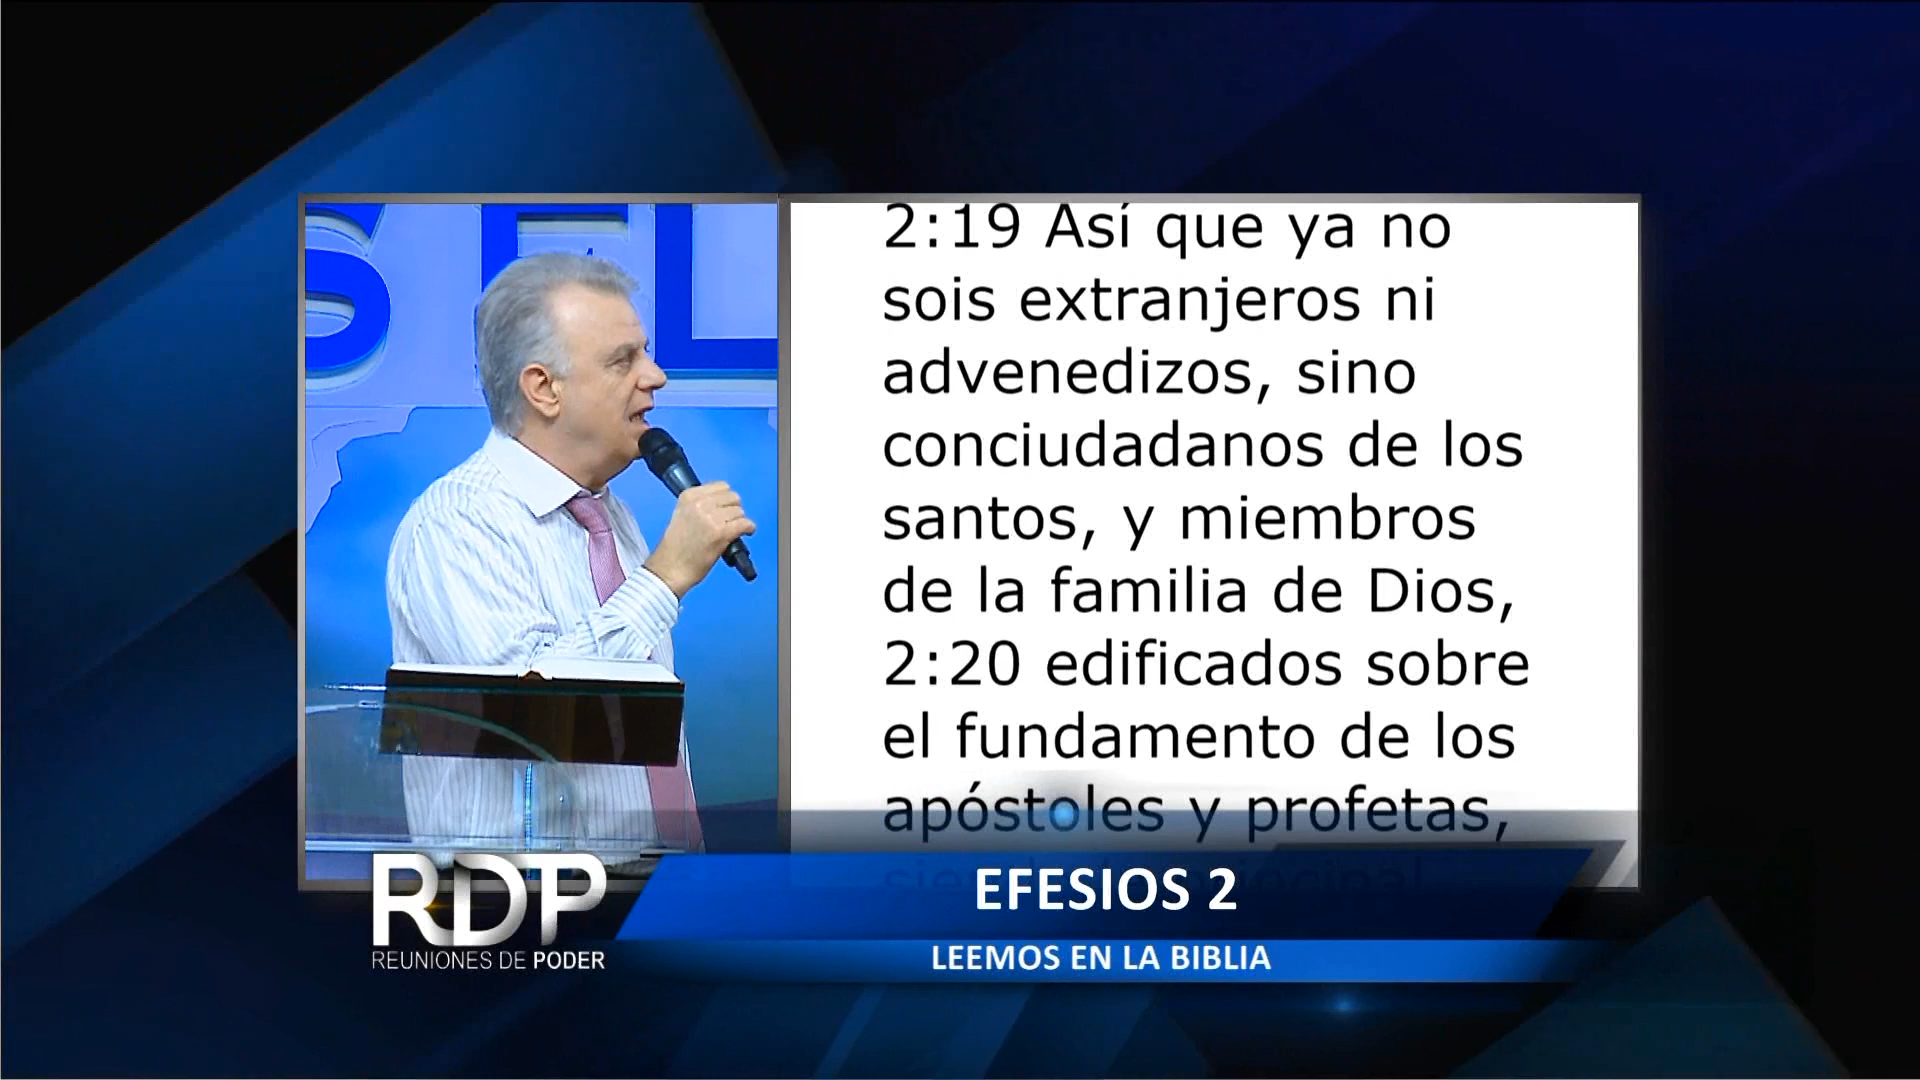 S EL
2:19 Así que ya no
sois extranjeros ni
advenedizos, sino
conciudadanos de los
santos, y miembros
de la familia de Dios,
2:20 edificados sobre
el fundamento de los
apóstoles y profetas,
RDP
REUNIONES DE PODER
EFESIOS 2
LEEMOS EN LA BIBLIA